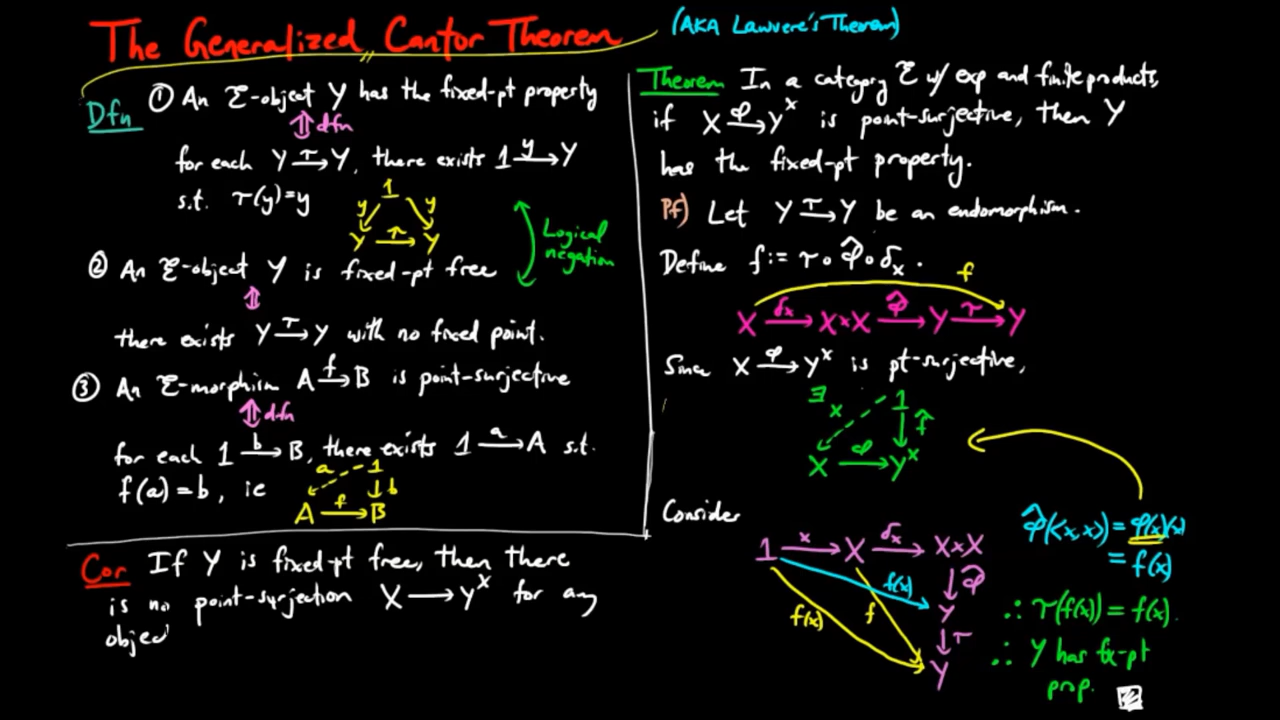 The Generalized Cantor Theorem
(AKA Lawvere's Theorem)
Dfn ① An ℰ-object Y has the fixed-pt property
⇕ dfn
for each Y –τ→ Y, there exists 1 –y→ Y
s.t. τ(y)=y
1
y y
Y –τ→ Y
Logical
negation
② An ℰ-object Y is fixed-pt free
⇕
there exists Y –τ→ Y with no fixed point.
③ An ℰ-morphism A –f→ B is point-surjective
⇕ dfn
for each 1 –b→ B, there exists 1 –a→ A s.t.
f(a)=b, ie
a 1
↓ b
A –f→ B
Cor If Y is fixed-pt free, then there
is no point-surjection X → Y^X for any
objec
Theorem In a category ℰ w/ exp and finite products,
if X –φ→ Y^X is point-surjective, then Y
has the fixed-pt property.
Pf) Let Y –τ→ Y be an endomorphism.
Define f := τ∘φ̂∘δ_X.
f
X –δ_X→ X×X –φ̂→ Y –τ→ Y
Since X –φ→ Y^X is pt-surjective,
∃x 1
↓ f̂
X –φ→ Y^X
Consider
1 –x→ X –δ_X→ X×X
↓ φ̂
f(x) Y
f(x) f ↓ τ
Y
φ̂(<x,x>) = φ(x)(x)
= f(x)
∴ τ(f(x)) = f(x).
∴ Y has fx-pt
prop.